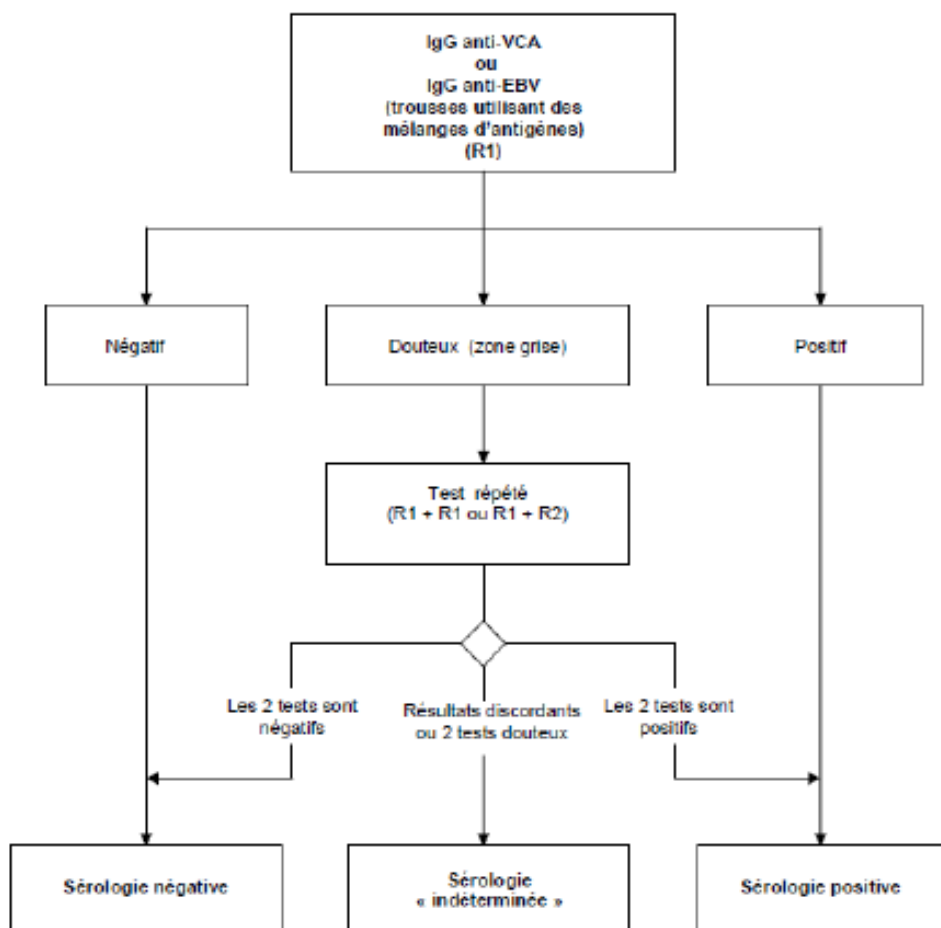 IgG anti-VCA
ou
IgG anti-EBV
(trousses utilisant des
mélanges d'antigènes)
(R1)
Négatif
Douteux (zone grise)
Positif
Test répété
(R1 + R1 ou R1 + R2)
Les 2 tests sont
négatifs
Résultats discordants
ou 2 tests douteux
Les 2 tests sont
positifs
Sérologie négative
Sérologie
« indéterminée »
Sérologie positive